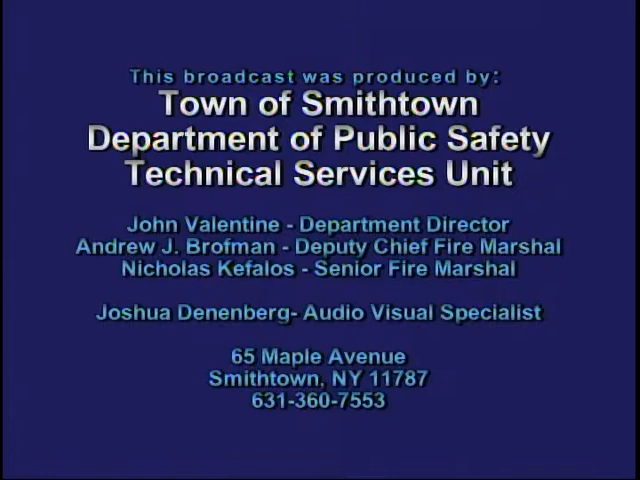 This broadcast was produced by:
Town of Smithtown
Department of Public Safety
Technical Services Unit
John Valentine - Department Director
Andrew J. Brofman - Deputy Chief Fire Marshal
Nicholas Kefalos - Senior Fire Marshal
Joshua Denenberg- Audio Visual Specialist
65 Maple Avenue
Smithtown, NY 11787
631-360-7553